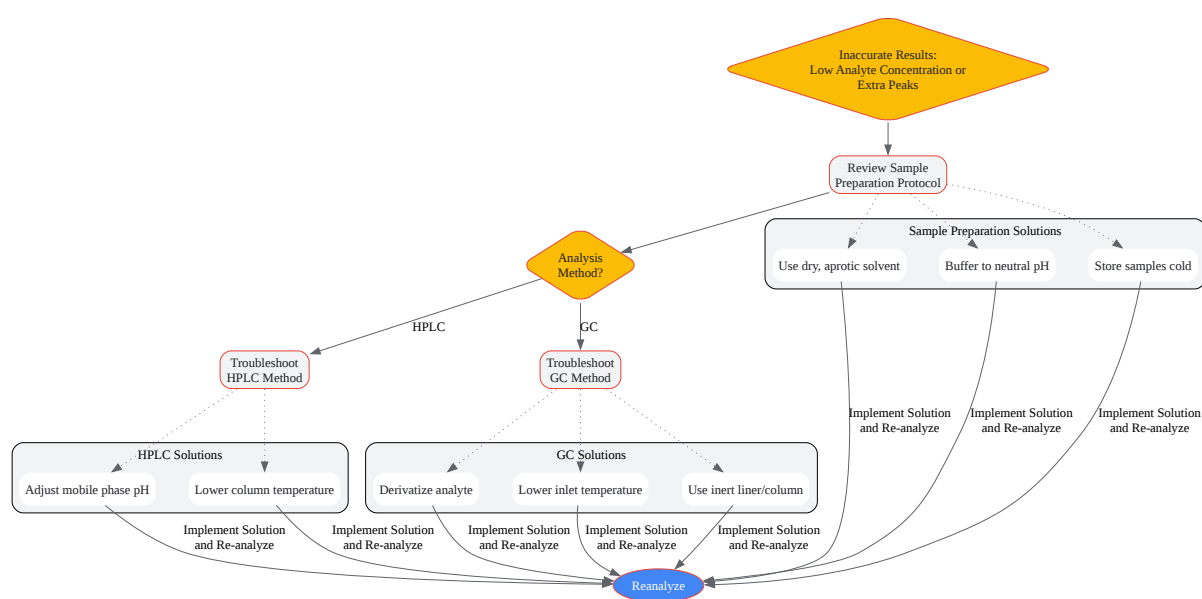 Inaccurate Results:
Low Analyte Concentration or
Extra Peaks
Review Sample
Preparation Protocol
Sample Preparation Solutions
Use dry, aprotic solvent
Buffer to neutral pH
Store samples cold
Analysis
Method?
HPLC
GC
Troubleshoot
HPLC Method
Troubleshoot
GC Method
HPLC Solutions
Adjust mobile phase pH
Lower column temperature
GC Solutions
Derivatize analyte
Lower inlet temperature
Use inert liner/column
Implement Solution
and Re-analyze
Implement Solution
and Re-analyze
Implement Solution
and Re-analyze
Implement Solution
and Re-analyze
Implement Solution
and Re-analyze
Implement Solution
and Re-analyze
Implement Solution
and Re-analyze
Implement Solution
and Re-analyze
Reanalyze